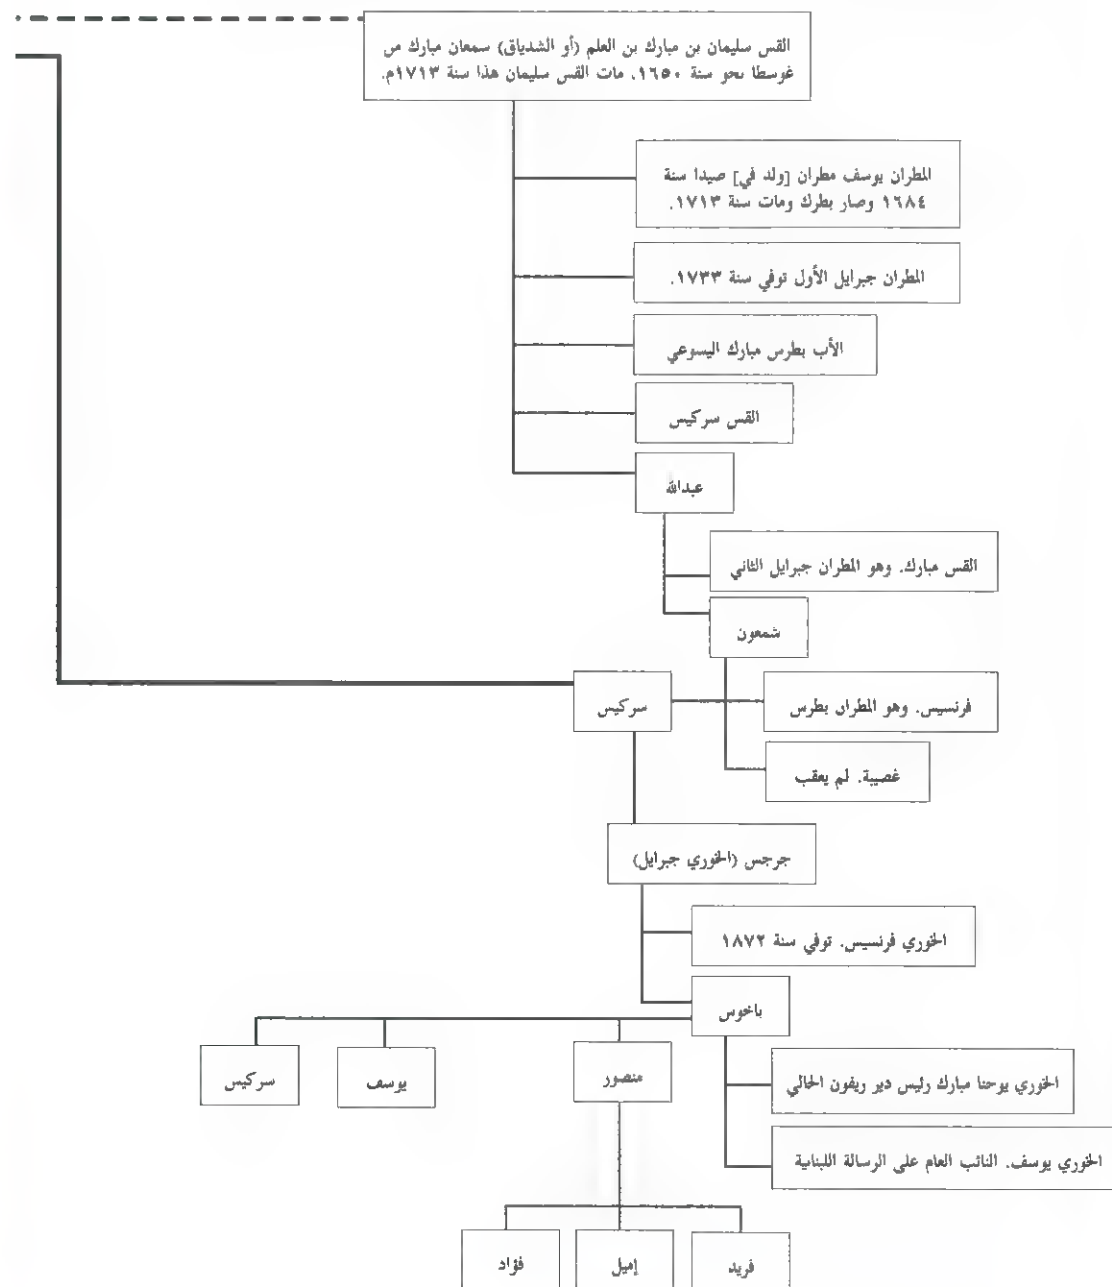 القس سليمان بن مبارك بن العلم (أو الشدياق) سمعان مبارك من
غوسطا نحو سنة ١٦٥٠. مات القس سليمان هذا سنة ١٧١٣م.
المطران يوسف مطران [ولد في] صيدا سنة
١٦٨٤ وصار بطرك ومات سنة ١٧١٣.
المطران جبرايل الأول توفي سنة ١٧٣٣.
الأب بطرس مبارك اليسوعي
القس سركيس
عبدالله
القس مبارك. وهو المطران جبرايل الثاني
شمعون
سركيس
فرنسيس. وهو المطران بطرس
غصيبة. لم يعقب
جرجس (الخوري جبرايل)
الخوري فرنسيس. توفي سنة ١٨٧٢
باخوس
منصور
يوسف
سركيس
الخوري يوحنا مبارك رئيس دير ريفون الحالي
الخوري يوسف. النائب العام على الرسالة اللبنانية
فريد
إميل
فؤاد